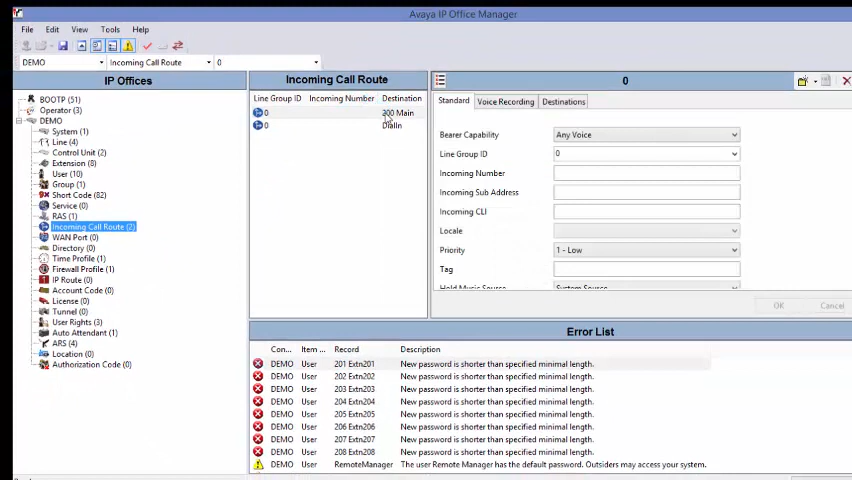 Avaya IP Office Manager
File Edit View Tools Help
DEMO Incoming Call Route 0
IP Offices
BOOTP (51)
Operator (3)
DEMO
System (1)
Line (4)
Control Unit (2)
Extension (8)
User (10)
Group (1)
Short Code (82)
Service (0)
RAS (1)
Incoming Call Route (2)
WAN Port (0)
Directory (0)
Time Profile (1)
Firewall Profile (1)
IP Route (0)
Account Code (0)
License (0)
Tunnel (0)
User Rights (3)
Auto Attendant (1)
ARS (4)
Location (0)
Authorization Code (0)
Incoming Call Route
Line Group ID Incoming Number Destination
0 200 Main
0 DialIn
0
Standard Voice Recording Destinations
Bearer Capability Any Voice
Line Group ID 0
Incoming Number
Incoming Sub Address
Incoming CLI
Locale
Priority 1 - Low
Tag
Hold Music Source System Source
OK Cancel
Error List
Con... Item ... Record Description
DEMO User 201 Extn201 New password is shorter than specified minimal length.
DEMO User 202 Extn202 New password is shorter than specified minimal length.
DEMO User 203 Extn203 New password is shorter than specified minimal length.
DEMO User 204 Extn204 New password is shorter than specified minimal length.
DEMO User 205 Extn205 New password is shorter than specified minimal length.
DEMO User 206 Extn206 New password is shorter than specified minimal length.
DEMO User 207 Extn207 New password is shorter than specified minimal length.
DEMO User 208 Extn208 New password is shorter than specified minimal length.
DEMO User RemoteManager The user Remote Manager has the default password. Outsiders may access your system.